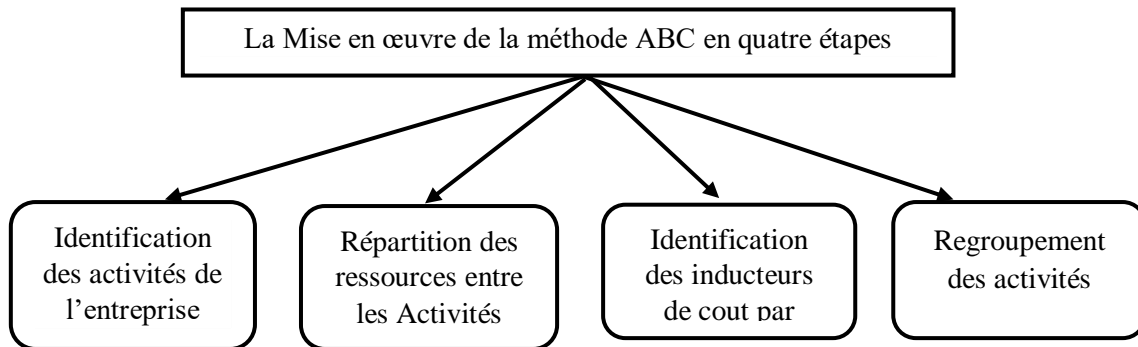 La Mise en œuvre de la méthode ABC en quatre étapes
Identification
des activités de
l’entreprise
Répartition des
ressources entre
les Activités
Identification
des inducteurs
de cout par
Regroupement
des activités